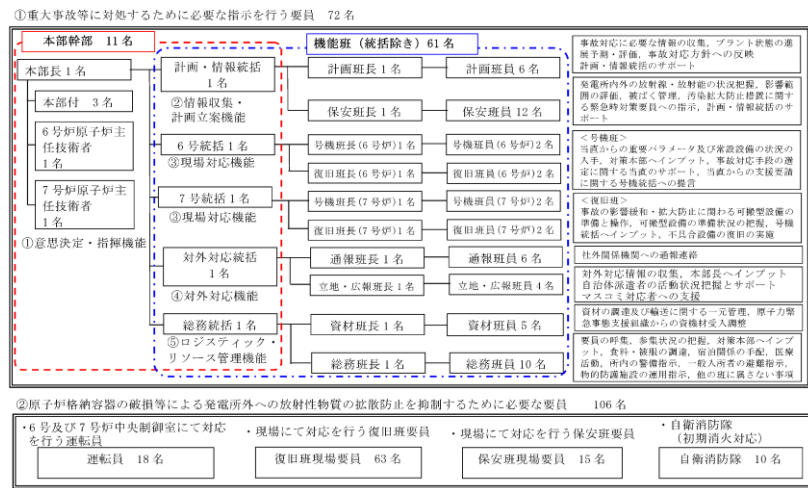 ①重大事故等に対処するために必要な指示を行う要員　72 名
本部幹部　11 名
機能班（統括除き）61 名
本部長 1 名
本部付　3 名
6 号炉原子炉主
任技術者
1 名
7 号炉原子炉主
任技術者
1 名
①意思決定・指揮機能
計画・情報統括
1 名
②情報収集・
計画立案機能
6 号統括 1 名
③現場対応機能
7 号統括 1 名
③現場対応機能
対外対応統括
1 名
④対外対応機能
総務統括 1 名
⑤ロジスティック・
リソース管理機能
計画班長 1 名
計画班員 6 名
保安班長 1 名
保安班員 12 名
号機班長(6 号炉)1 名
号機班員(6 号炉)2 名
復旧班長(6 号炉)1 名
復旧班員(6 号炉)2 名
号機班長(7 号炉)1 名
号機班員(7 号炉)2 名
復旧班長(7 号炉)1 名
復旧班員(7 号炉)2 名
通報班長 1 名
通報班員 6 名
立地・広報班長 1 名
立地・広報班員 4 名
資材班長 1 名
資材班員 5 名
総務班長 1 名
総務班員 10 名
事故対応に必要な情報の収集，プラント状態の進
展予測・評価，事故対応方針への反映
計画・情報統括のサポート
発電所内外の放射線・放射能の状況把握，影響範
囲の評価，被ばく管理，汚染拡大防止措置に関す
る緊急時対策要員への指示，計画・情報統括のサ
ポート
＜号機班＞
当直からの重要パラメータ及び常設設備の状況の
入手，対策本部へインプット，事故対応手段の選
定に関する当直のサポート，当直からの支援要請
に関する号機統括への提言
＜復旧班＞
事故の影響緩和・拡大防止に関わる可搬型設備の
準備と操作，可搬型設備の準備状況の把握，号機
統括へインプット，不具合設備の復旧の実施
社外関係機関への通報連絡
対外対応情報の収集，本部長へインプット
自治体派遣者の活動状況把握とサポート
マスコミ対応者への支援
資材の調達及び輸送に関する一元管理，原子力緊
急事態支援組織からの資機材受入調整
要員の呼集，参集状況の把握，対策本部へインプ
ット，食料・被服の調達，宿泊関係の手配，医療
活動，所内の警備指示，一般入所者の避難指示，
物的防護施設の運用指示，他の班に属さない事項
②原子炉格納容器の破損等による発電所外への放射性物質の拡散防止を抑制するために必要な要員　106 名
・6 号及び 7 号炉中央制御室にて対応
を行う運転員
運転員　18 名
・現場にて対応を行う復旧班要員
復旧班現場要員　63 名
・現場にて対応を行う保安班要員
保安班現場要員　15 名
・自衛消防隊
（初期消火対応）
自衛消防隊　10 名